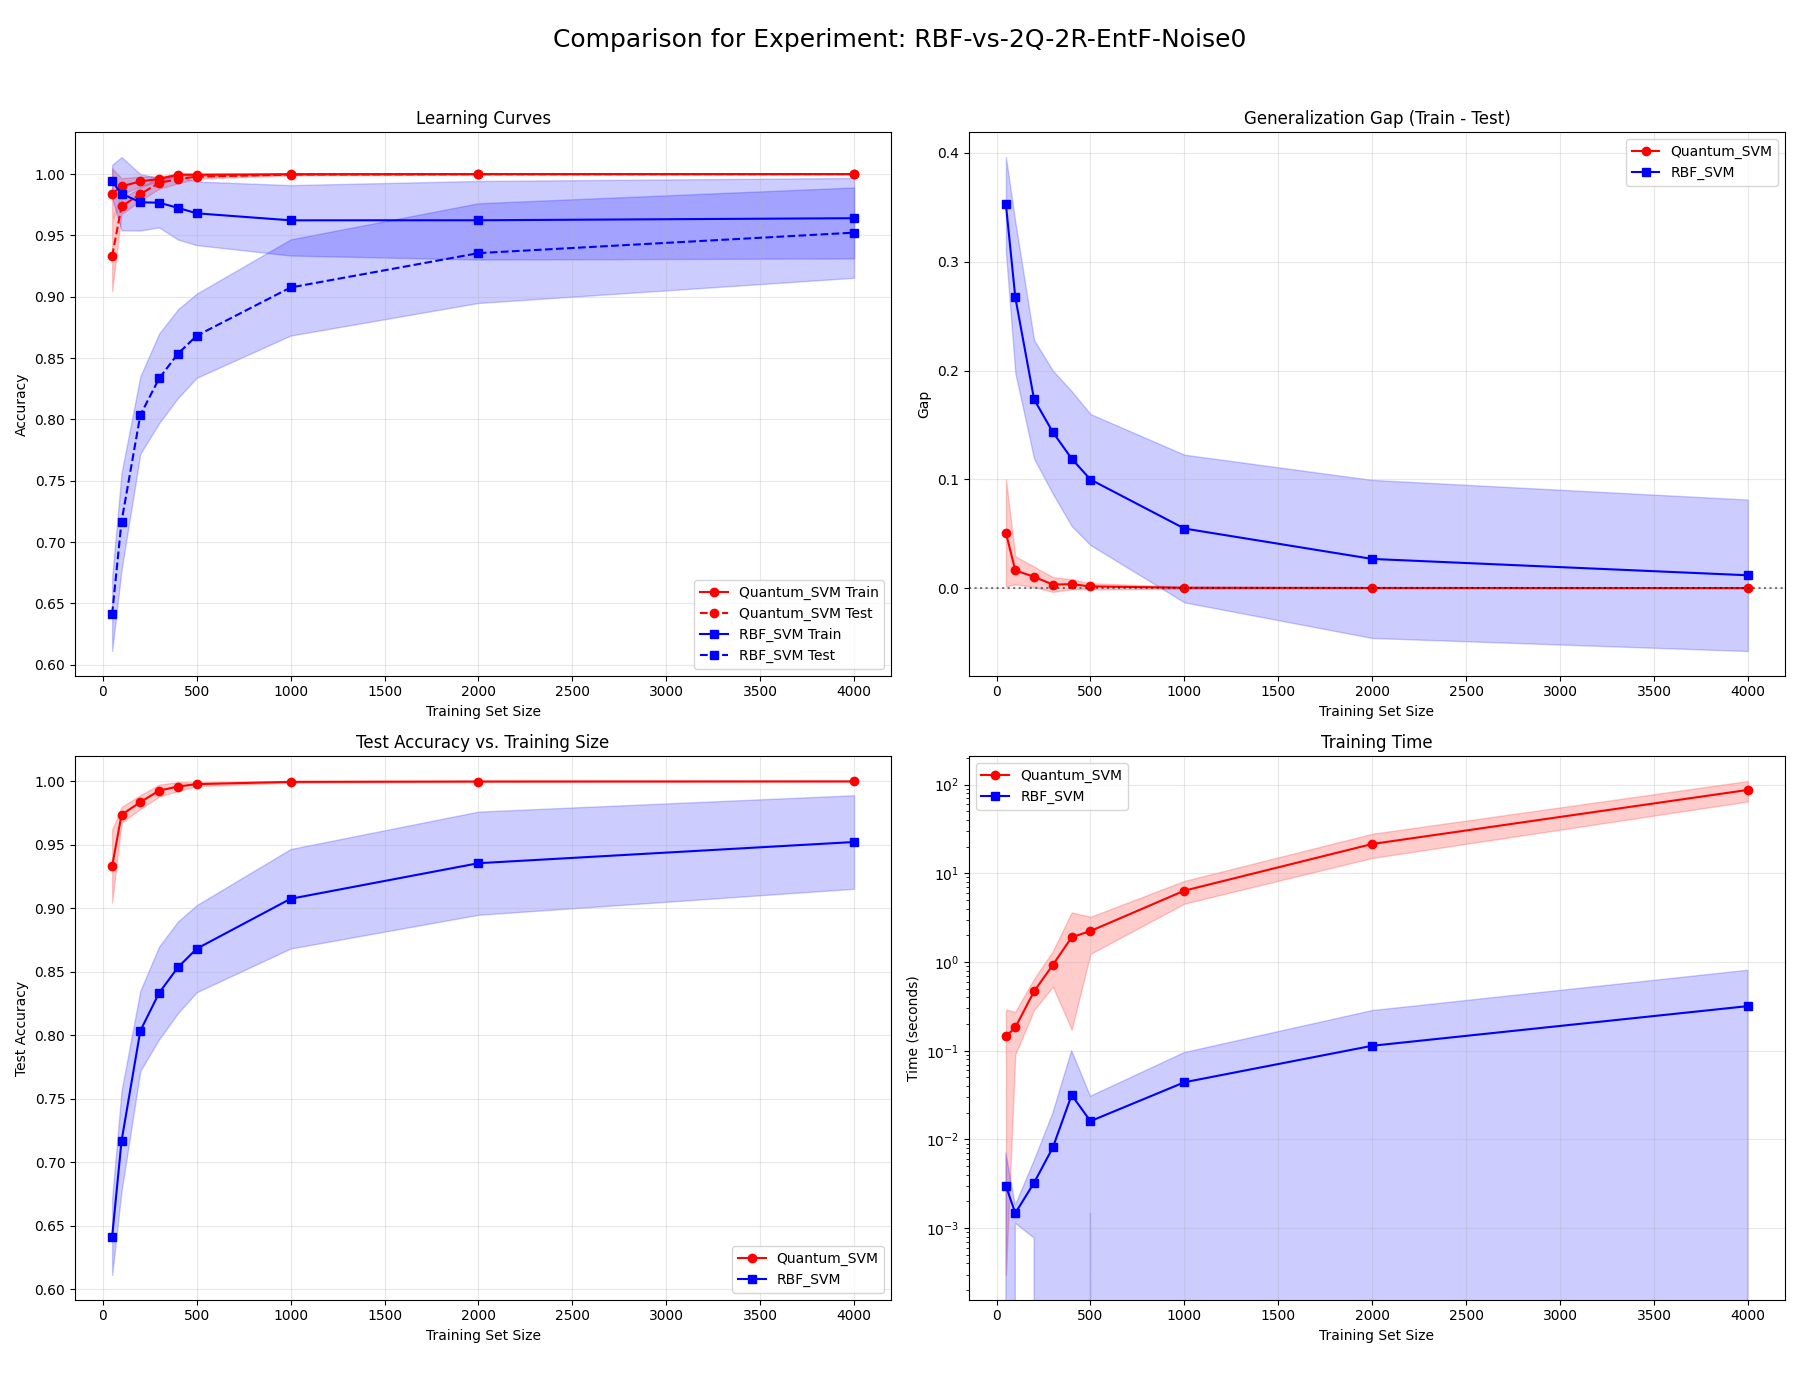 Comparison for Experiment: RBF-vs-2Q-2R-EntF-Noise0
Learning Curves
1.00
0.95
0.90
0.85
0.80
0.75
0.70
0.65
0.60
Accuracy
Quantum_SVM Train
Quantum_SVM Test
RBF_SVM Train
RBF_SVM Test
0 500 1000 1500 2000 2500 3000 3500 4000
Training Set Size
Generalization Gap (Train - Test)
0.4
0.3
0.2
0.1
0.0
Gap
Quantum_SVM
RBF_SVM
0 500 1000 1500 2000 2500 3000 3500 4000
Training Set Size
Test Accuracy vs. Training Size
1.00
0.95
0.90
0.85
0.80
0.75
0.70
0.65
0.60
Test Accuracy
Quantum_SVM
RBF_SVM
0 500 1000 1500 2000 2500 3000 3500 4000
Training Set Size
Training Time
10²
10¹
10⁰
10⁻¹
10⁻²
10⁻³
Time (seconds)
Quantum_SVM
RBF_SVM
0 500 1000 1500 2000 2500 3000 3500 4000
Training Set Size